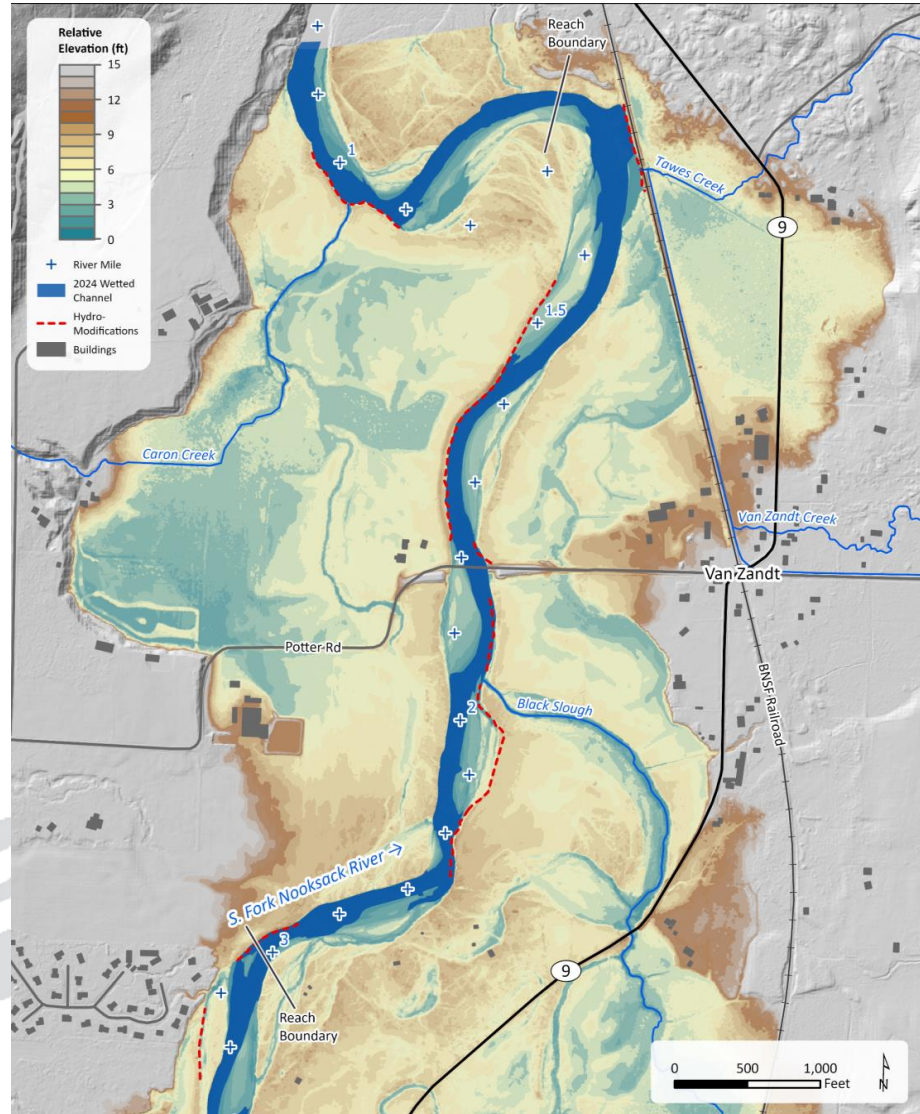 Relative
Elevation (ft)
15
12
9
6
3
0
+ River Mile
2024 Wetted
Channel
Hydro-
Modifications
Buildings
Reach
Boundary
1
Tawes Creek
9
1.5
Caron Creek
Van Zandt Creek
Van Zandt
Potter Rd
BNSF Railroad
Black Slough
2
S. Fork Nooksack River →
3
9
Reach
Boundary
0 500 1,000
Feet
N